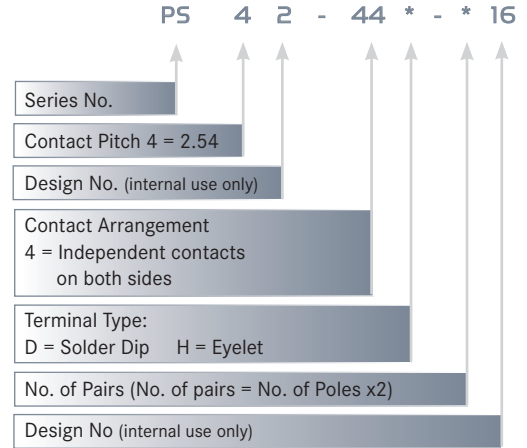 PS 4 2 - 44 * - * 16
Series No.
Contact Pitch 4 = 2.54
Design No. (internal use only)
Contact Arrangement
4 = Independent contacts
on both sides
Terminal Type:
D = Solder Dip H = Eyelet
No. of Pairs (No. of pairs = No. of Poles x2)
Design No (internal use only)